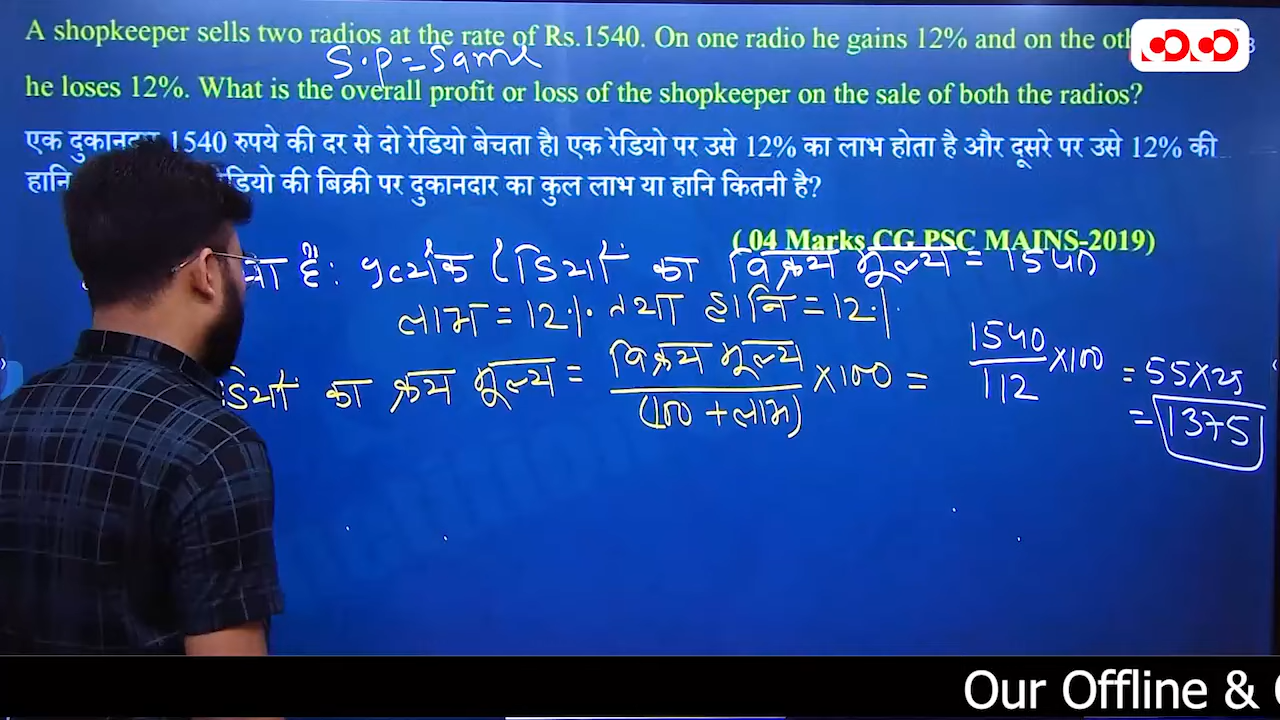 A shopkeeper sells two radios at the rate of Rs.1540. On one radio he gains 12% and on the
S.P=Same
he loses 12%. What is the overall profit or loss of the shopkeeper on the sale of both the radios?
एक 1540 रुपये की दर से दो रेडियो बेचता है। एक रेडियो पर उसे 12% का लाभ होता है और दूसरे पर उसे 12% की
हानि की बिक्री पर दुकानदार का कुल लाभ या हानि कितनी है?
( 04 Marks CG PSC MAINS-2019)
है: प्रत्येक रेडियो का विक्रय मूल्य = 1540
लाभ = 12% तथा हानि = 12%
का क्रय मूल्य = विक्रय मूल्य / (100 + लाभ) ×100 = 1540/112 ×100 = 55×25
= 1375
Our Offline &